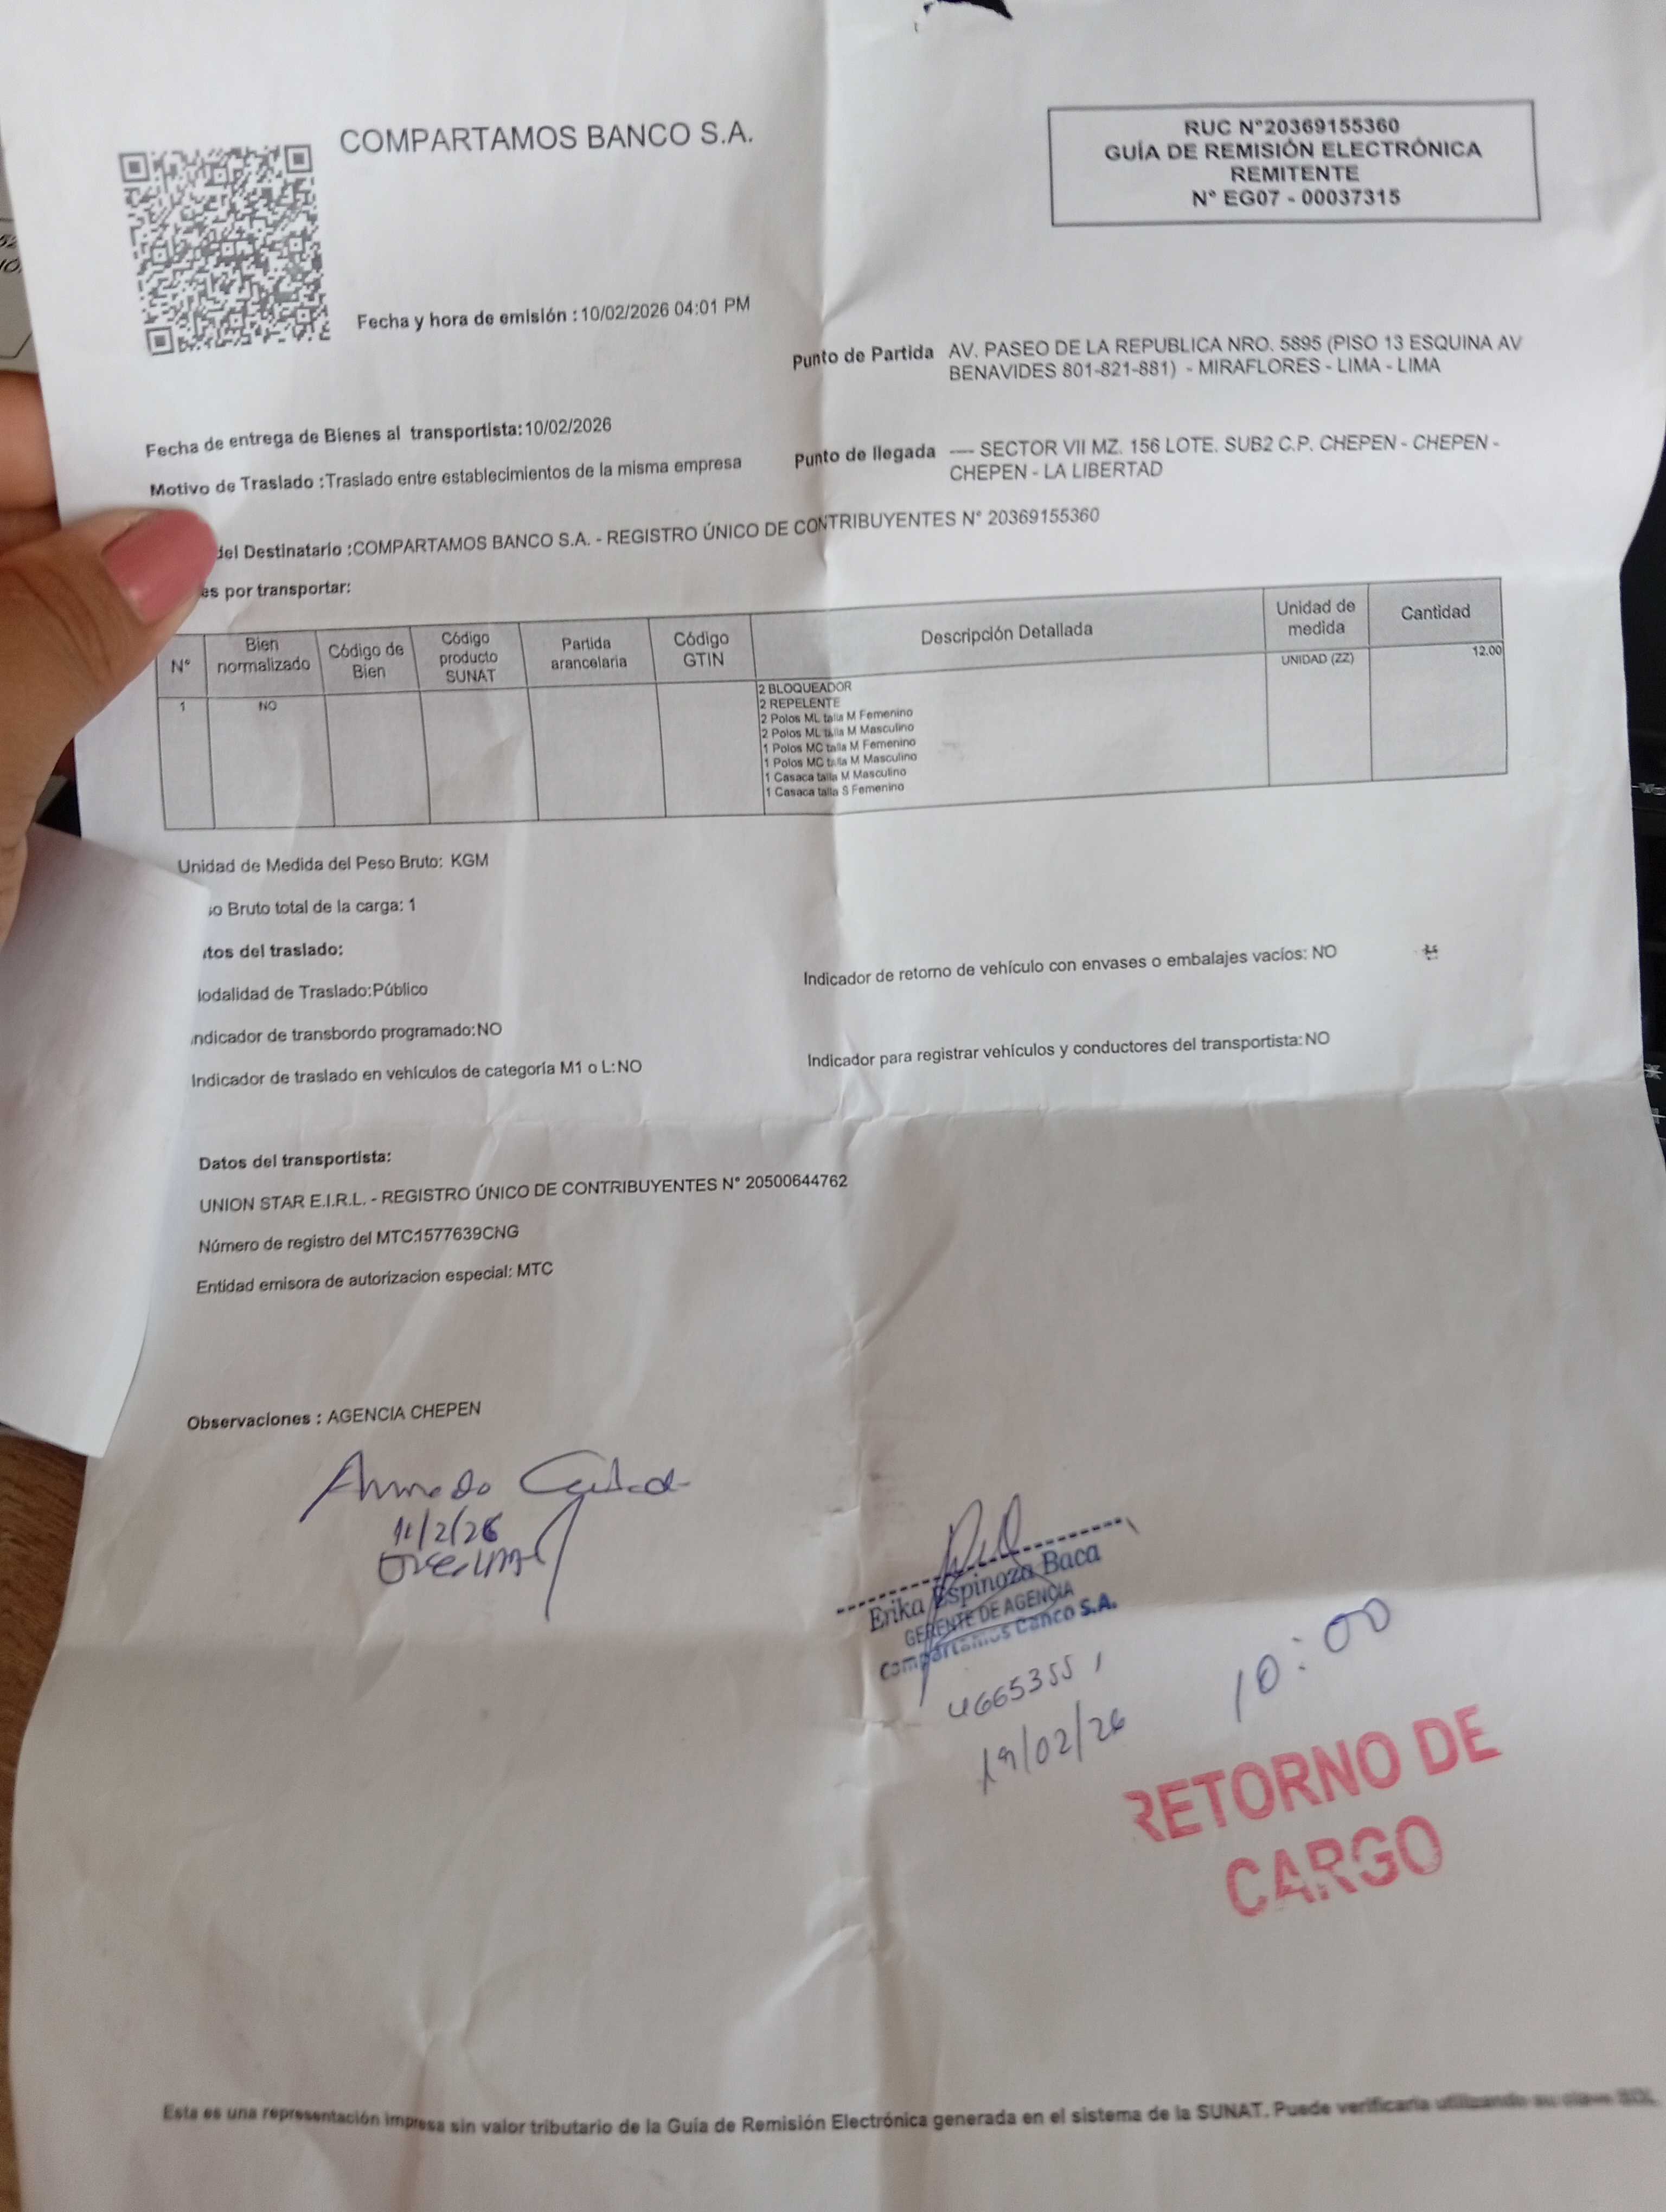 COMPARTAMOS BANCO S.A.
RUC N°20369155360
GUÍA DE REMISIÓN ELECTRÓNICA
REMITENTE
N° EG07 - 00037315
Fecha y hora de emisión : 10/02/2026 04:01 PM
Punto de Partida AV. PASEO DE LA REPUBLICA NRO. 5895 (PISO 13 ESQUINA AV
BENAVIDES 801-821-881) - MIRAFLORES - LIMA - LIMA
Fecha de entrega de Bienes al transportista: 10/02/2026
Punto de llegada ---- SECTOR VII MZ. 156 LOTE. SUB2 C.P. CHEPEN - CHEPEN -
CHEPEN - LA LIBERTAD
Motivo de Traslado : Traslado entre establecimientos de la misma empresa
del Destinatario :COMPARTAMOS BANCO S.A. - REGISTRO ÚNICO DE CONTRIBUYENTES N° 20369155360
es por transportar:
N° Bien normalizado Código de Bien Código producto SUNAT Partida arancelaria Código GTIN Descripción Detallada Unidad de medida Cantidad
1 NO 2 BLOQUEADOR UNIDAD (ZZ) 12.00
2 REPELENTE
2 Polos ML talla M Femenino
2 Polos ML talla M Masculino
1 Polos MC talla M Femenino
1 Polos MC talla M Masculino
1 Casaca talla M Masculino
1 Casaca talla S Femenino
Unidad de Medida del Peso Bruto: KGM
so Bruto total de la carga: 1
tos del traslado:
Indicador de retorno de vehículo con envases o embalajes vacíos: NO
odalidad de Traslado:Público
ndicador de transbordo programado:NO
Indicador para registrar vehículos y conductores del transportista: NO
Indicador de traslado en vehículos de categoría M1 o L:NO
Datos del transportista:
UNION STAR E.I.R.L. - REGISTRO ÚNICO DE CONTRIBUYENTES N° 20500644762
Número de registro del MTC:1577639CNG
Entidad emisora de autorizacion especial: MTC
Observaciones : AGENCIA CHEPEN
11/2/26
Erika Espinoza Baca
GERENTE DE AGENCIA
Compartamos Banco S.A.
46653551
19/02/26
10:00
RETORNO DE
CARGO
Esta es una representación impresa sin valor tributario de la Guía de Remisión Electrónica generada en el sistema de la SUNAT. Puede verificarla utilizando su clave SOL